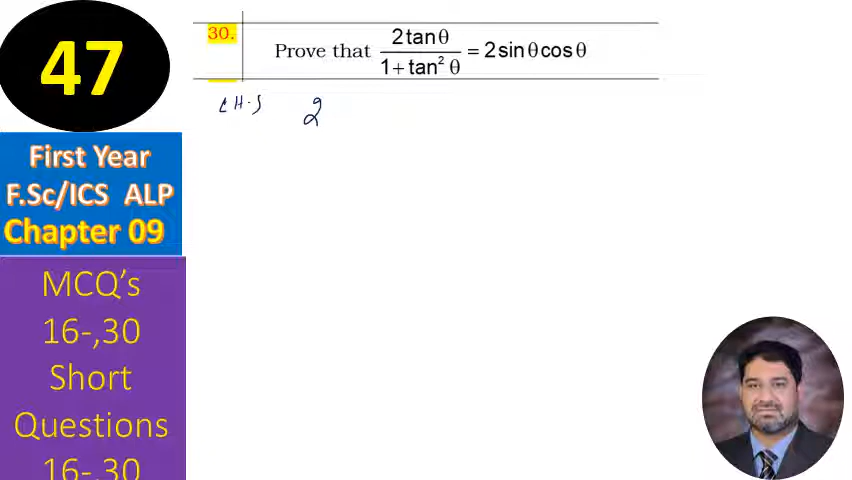 47
First Year
F.Sc/ICS ALP
Chapter 09
MCQ's
16-,30
Short
Questions
16-30
30.
Prove that 2tanθ / 1+tan²θ = 2sinθcosθ
L H.S 2